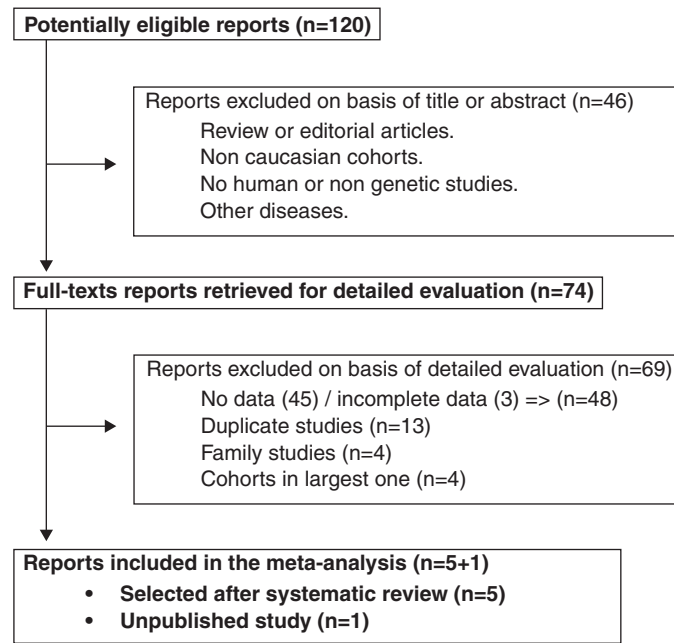 Potentially eligible reports (n=120)
Reports excluded on basis of title or abstract (n=46)
Review or editorial articles.
Non caucasian cohorts.
No human or non genetic studies.
Other diseases.
Full-texts reports retrieved for detailed evaluation (n=74)
Reports excluded on basis of detailed evaluation (n=69)
No data (45) / incomplete data (3) => (n=48)
Duplicate studies (n=13)
Family studies (n=4)
Cohorts in largest one (n=4)
Reports included in the meta-analysis (n=5+1)
• Selected after systematic review (n=5)
• Unpublished study (n=1)